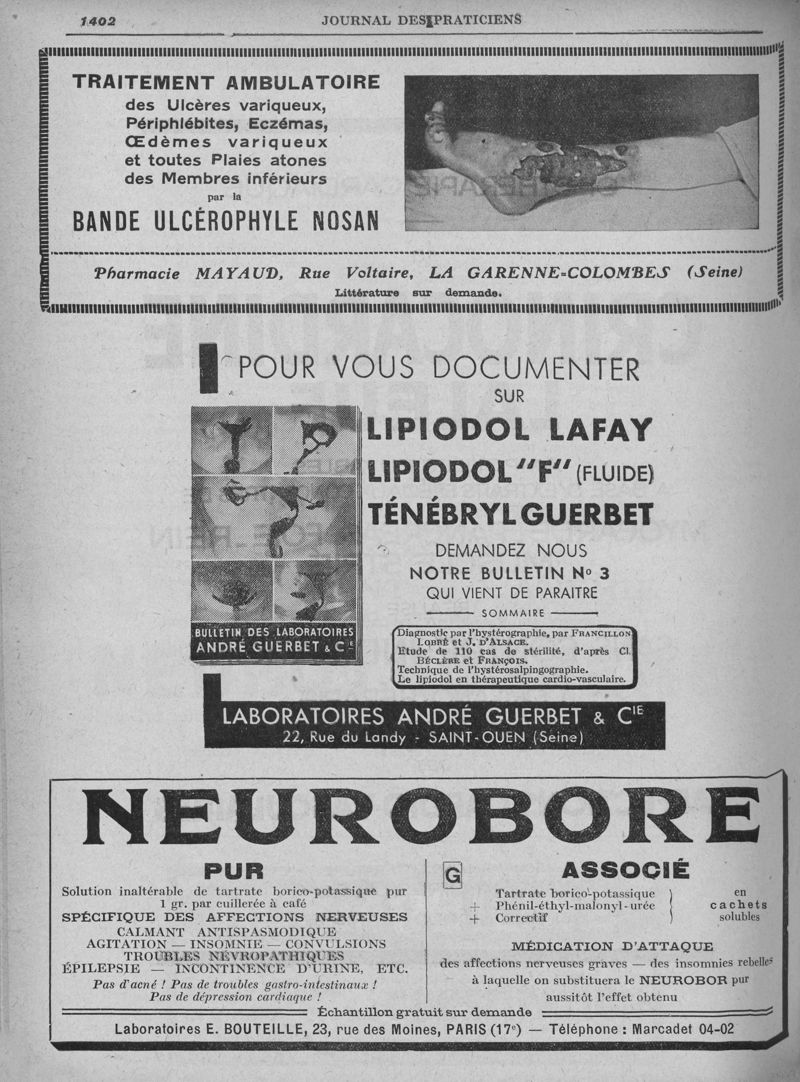 1402
JOURNAL DES PRATICIENS
TRAITEMENT AMBULATOIRE
des Ulcères variqueux,
Périphlébites, Eczémas,
Œdèmes variqueux
et toutes Plaies atones
des Membres inférieurs
par la
BANDE ULCÉROPHYLE NOSAN
Pharmacie MAYAUD, Rue Voltaire, LA GARENNE-COLOMBES (Seine)
Littérature sur demande.
POUR VOUS DOCUMENTER
SUR
LIPIODOL LAFAY
LIPIODOL "F" (FLUIDE)
TÉNÉBRYL GUERBET
DEMANDEZ NOUS
NOTRE BULLETIN No 3
QUI VIENT DE PARAITRE
SOMMAIRE
Diagnostic par l'hystérographie, par FRANCILLON
LOBRÉ et J. D'ALSACE.
Etude de 110 cas de stérilité, d'après Cl.
BÉCLÈRE et FRANÇOIS.
Technique de l'hystérosalpingographie.
Le lipiodol en thérapeutique cardio-vasculaire.
BULLETIN DES LABORATOIRES
ANDRÉ GUERBET & CIE
LABORATOIRES ANDRÉ GUERBET & CIE
22, Rue du Landy - SAINT-OUEN (Seine)
NEUROBORE
PUR
Solution inaltérable de tartrate borico-potassique pur
1 gr. par cuillerée à café
SPÉCIFIQUE DES AFFECTIONS NERVEUSES
CALMANT ANTISPASMODIQUE
AGITATION — INSOMNIE — CONVULSIONS
TROUBLES NÉVROPATHIQUES
ÉPILEPSIE — INCONTINENCE D'URINE, ETC.
Pas d'acné ! Pas de troubles gastro-intestinaux !
Pas de dépression cardiaque !
G
ASSOCIÉ
Tartrate borico-potassique
+ Phénil-éthyl-malonyl-urée
+ Correctif
en
cachets
solubles
MÉDICATION D'ATTAQUE
des affections nerveuses graves — des insomnies rebelles
à laquelle on substituera le NEUROBOR pur
aussitôt l'effet obtenu
Échantillon gratuit sur demande
Laboratoires E. BOUTEILLE, 23, rue des Moines, PARIS (17e) — Téléphone : Marcadet 04-02